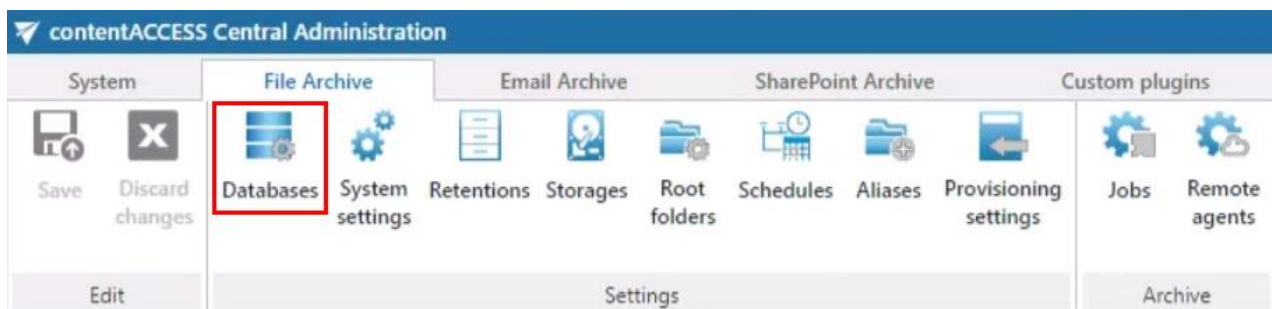 contentACCESS Central Administration
System File Archive Email Archive SharePoint Archive Custom plugins
Save Discard changes Databases System settings Retentions Storages Root folders Schedules Aliases Provisioning settings Jobs Remote agents
Edit Settings Archive